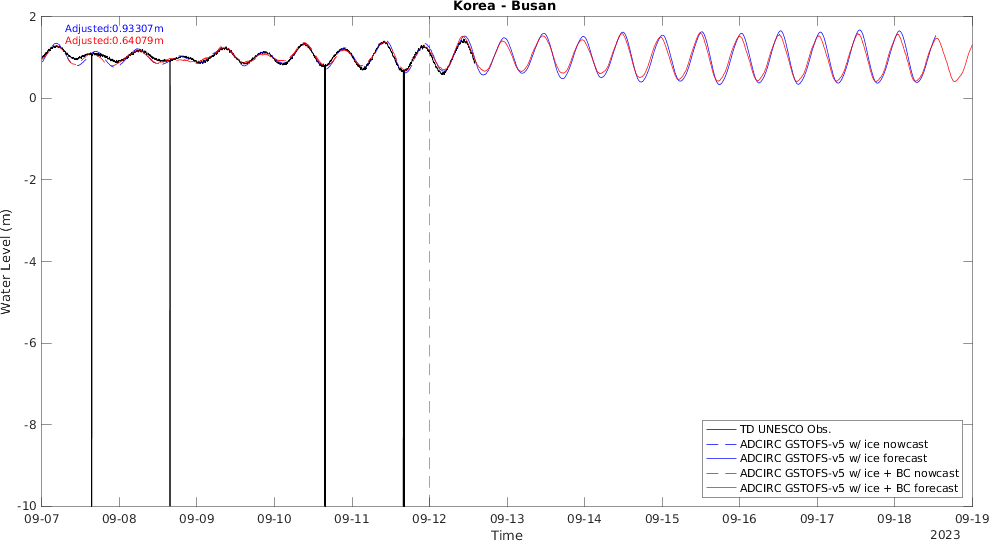 Korea - Busan
Adjusted:0.93307m
Adjusted:0.64079m
2
0
-2
-4
-6
-8
-10
Water Level (m)
TD UNESCO Obs.
ADCIRC GSTOFS-v5 w/ ice nowcast
ADCIRC GSTOFS-v5 w/ ice forecast
ADCIRC GSTOFS-v5 w/ ice + BC nowcast
ADCIRC GSTOFS-v5 w/ ice + BC forecast
09-07 09-08 09-09 09-10 09-11 09-12 09-13 09-14 09-15 09-16 09-17 09-18 09-19
Time
2023